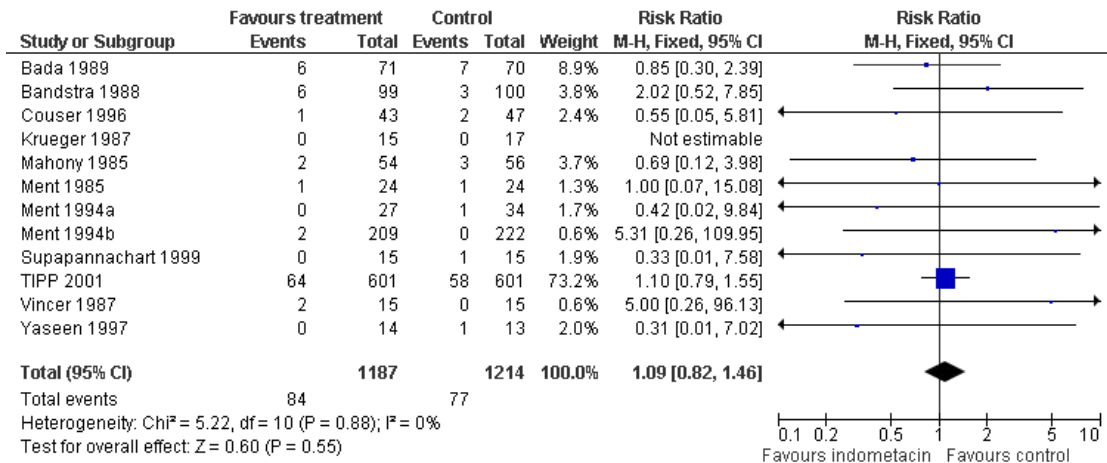 Favours treatment Control Risk Ratio Risk Ratio
Study or Subgroup Events Total Events Total Weight M-H, Fixed, 95% CI M-H, Fixed, 95% CI
Bada 1989 6 71 7 70 8.9% 0.85 [0.30, 2.39]
Bandstra 1988 6 99 3 100 3.8% 2.02 [0.52, 7.85]
Couser 1996 1 43 2 47 2.4% 0.55 [0.05, 5.81]
Krueger 1987 0 15 0 17 Not estimable
Mahony 1985 2 54 3 56 3.7% 0.69 [0.12, 3.98]
Ment 1985 1 24 1 24 1.3% 1.00 [0.07, 15.08]
Ment 1994a 0 27 1 34 1.7% 0.42 [0.02, 9.84]
Ment 1994b 2 209 0 222 0.6% 5.31 [0.26, 109.95]
Supapannachart 1999 0 15 1 15 1.9% 0.33 [0.01, 7.58]
TIPP 2001 64 601 58 601 73.2% 1.10 [0.79, 1.55]
Vincer 1987 2 15 0 15 0.6% 5.00 [0.26, 96.13]
Yaseen 1997 0 14 1 13 2.0% 0.31 [0.01, 7.02]
Total (95% CI) 1187 1214 100.0% 1.09 [0.82, 1.46]
Total events 84 77
Heterogeneity: Chi² = 5.22, df = 10 (P = 0.88); I² = 0%
Test for overall effect: Z = 0.60 (P = 0.55)
0.1 0.2 0.5 1 2 5 10
Favours indometacin Favours control